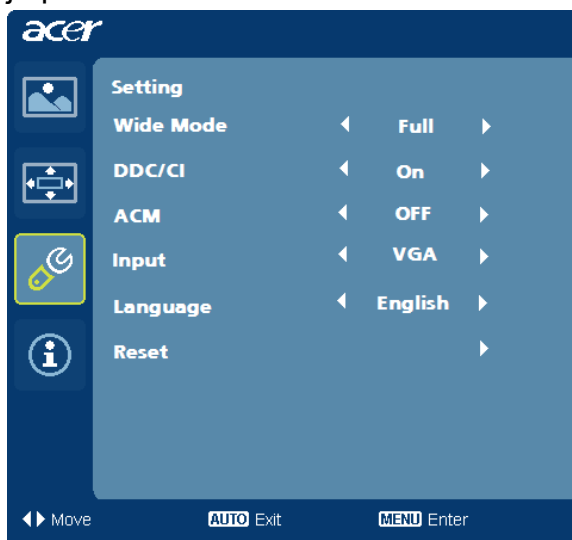 acer
Setting
Wide Mode Full
DDC/CI On
ACM OFF
Input VGA
Language English
Reset
Move AUTO Exit MENU Enter